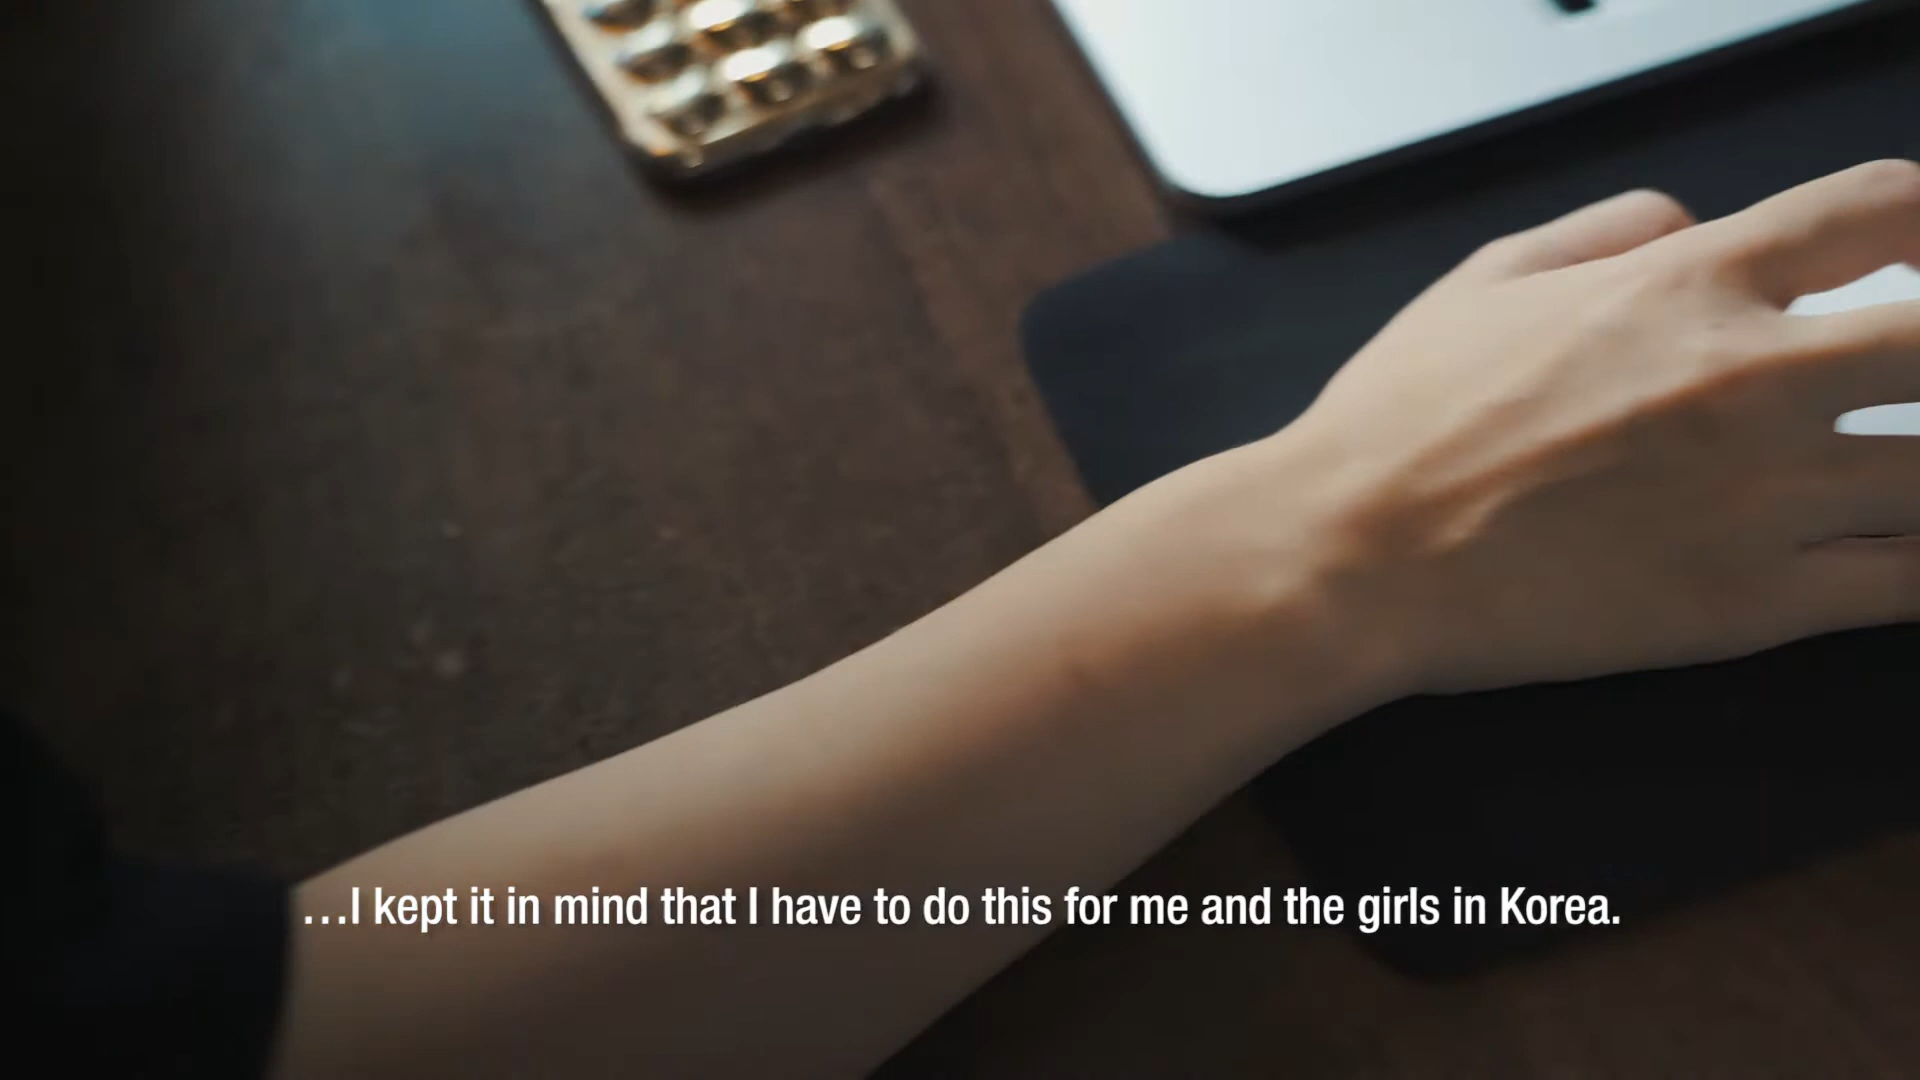 …I kept it in mind that I have to do this for me and the girls in Korea.